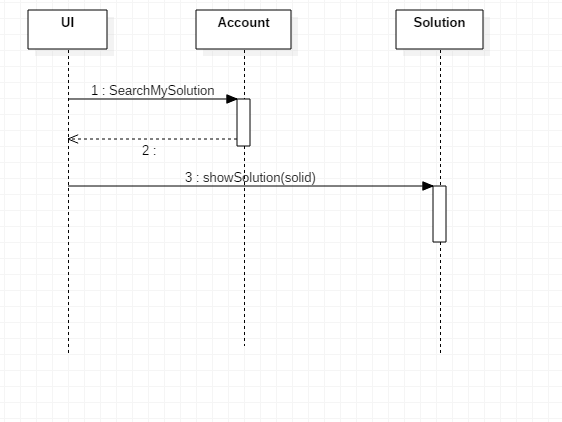 UI
Account
Solution
1 : SearchMySolution
2 :
3 : showSolution(solid)